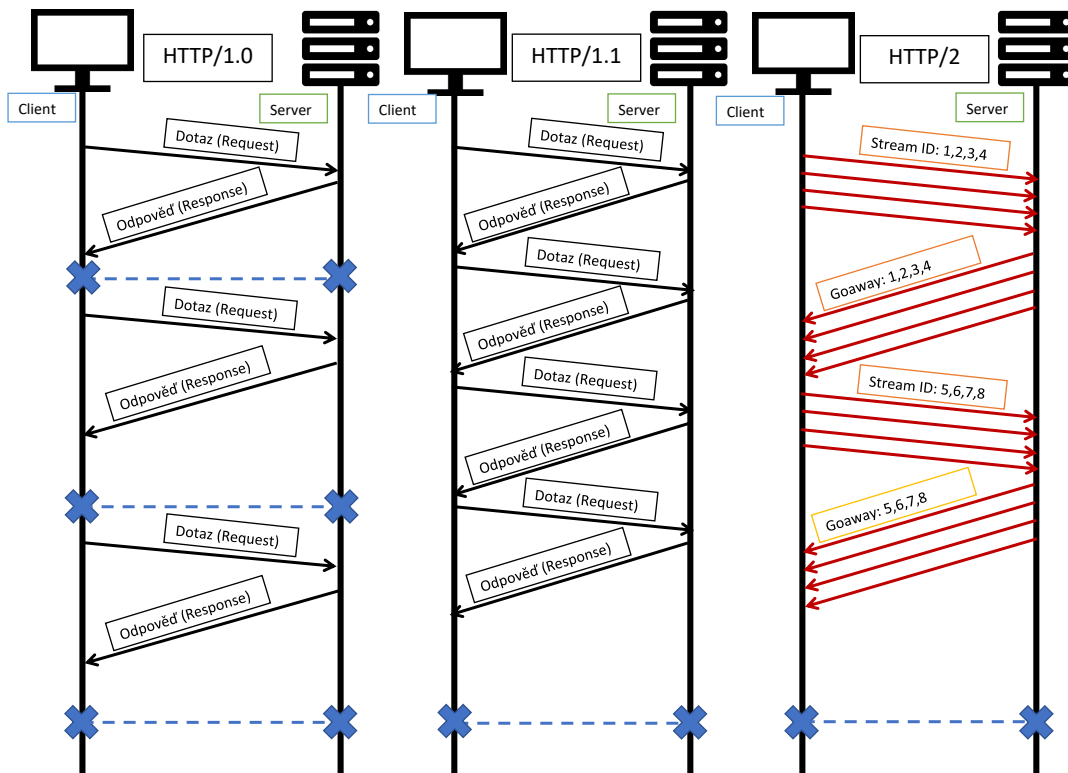 HTTP/1.0
Client
Server
Dotaz (Request)
Odpověď (Response)
Dotaz (Request)
Odpověď (Response)
Dotaz (Request)
Odpověď (Response)
HTTP/1.1
Client
Server
Dotaz (Request)
Odpověď (Response)
Dotaz (Request)
Odpověď (Response)
Dotaz (Request)
Odpověď (Response)
Dotaz (Request)
Odpověď (Response)
HTTP/2
Client
Server
Stream ID: 1,2,3,4
Goaway: 1,2,3,4
Stream ID: 5,6,7,8
Goaway: 5,6,7,8